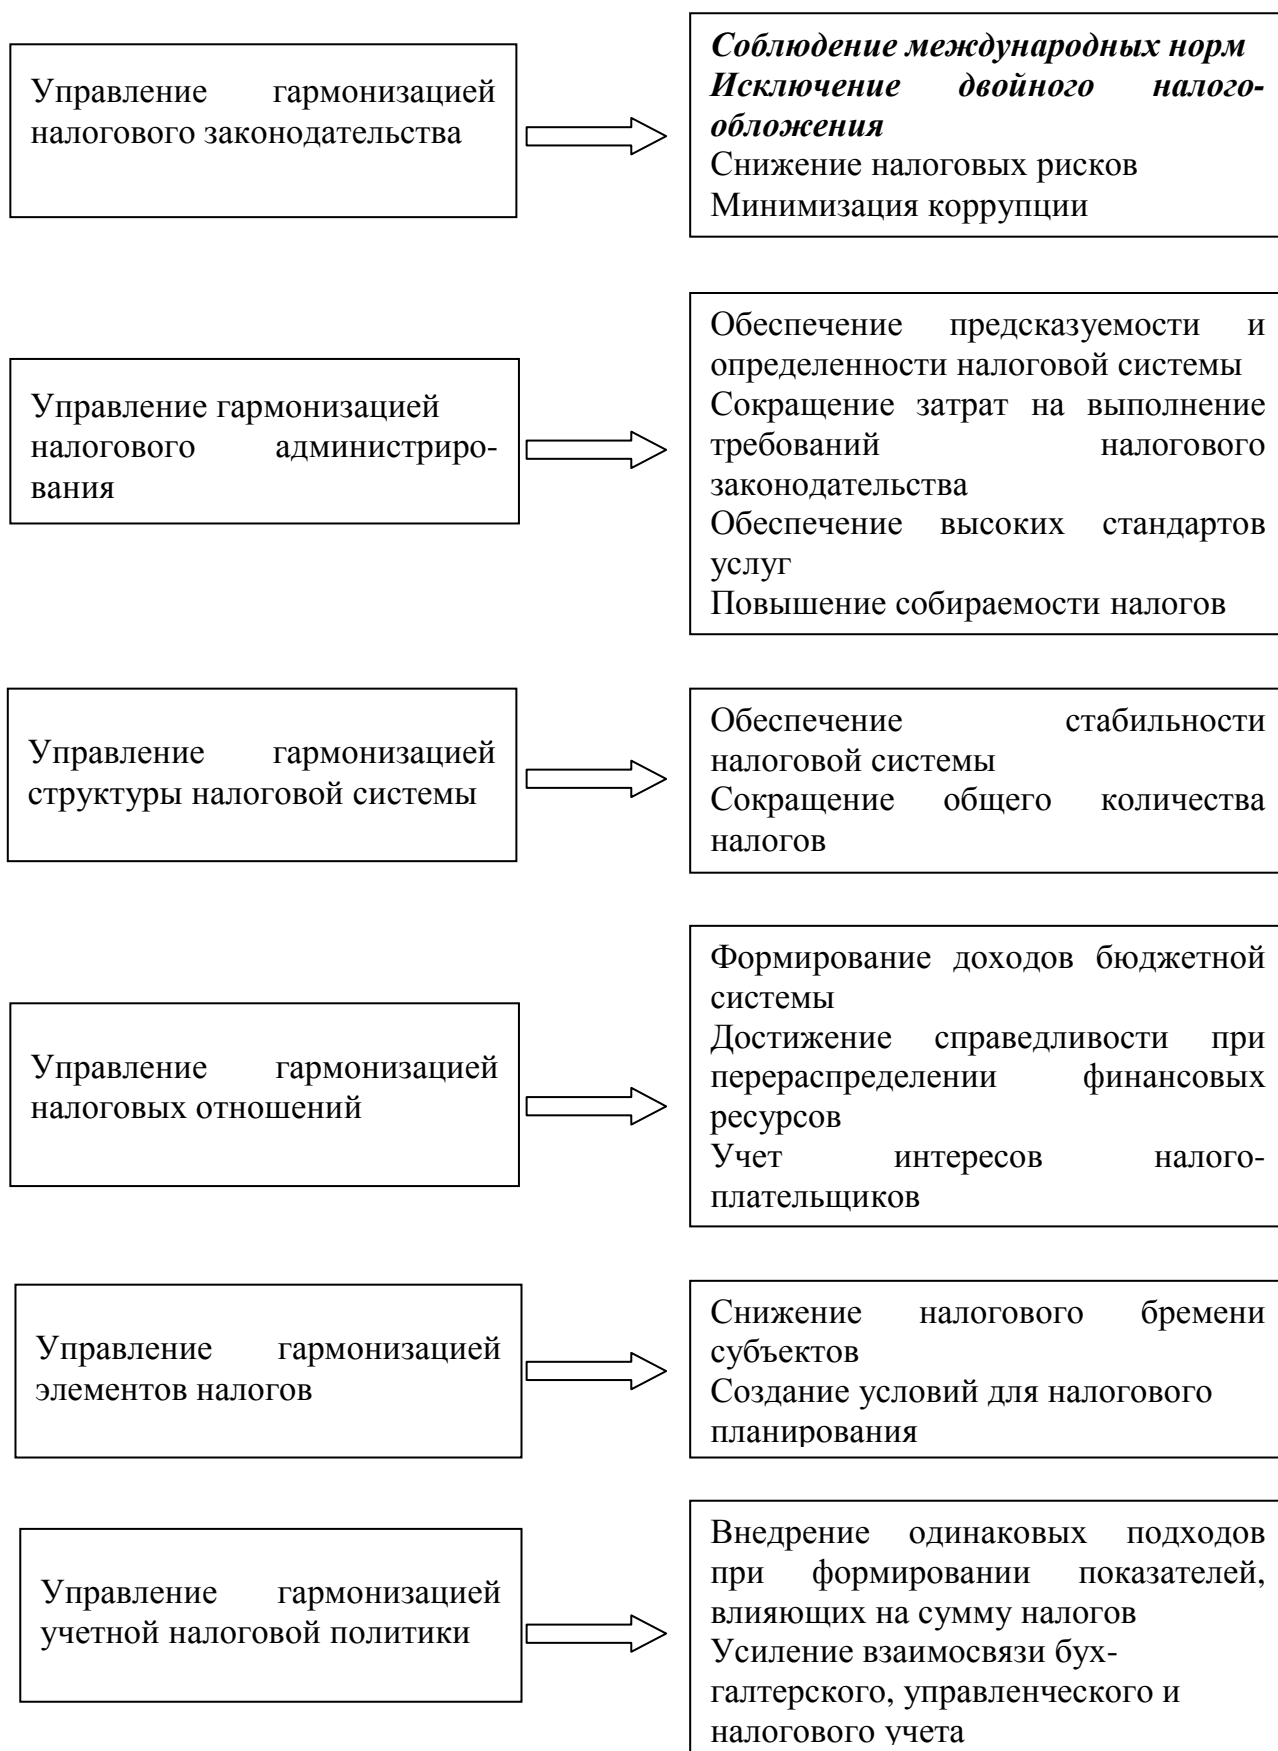 Управление гармонизацией
налогового законодательства
Соблюдение международных норм
Исключение двойного налого-
обложения
Снижение налоговых рисков
Минимизация коррупции
Управление гармонизацией
налогового администриро-
вания
Обеспечение предсказуемости и
определенности налоговой системы
Сокращение затрат на выполнение
требований налогового
законодательства
Обеспечение высоких стандартов
услуг
Повышение собираемости налогов
Управление гармонизацией
структуры налоговой системы
Обеспечение стабильности
налоговой системы
Сокращение общего количества
налогов
Управление гармонизацией
налоговых отношений
Формирование доходов бюджетной
системы
Достижение справедливости при
перераспределении финансовых
ресурсов
Учет интересов налого-
плательщиков
Управление гармонизацией
элементов налогов
Снижение налогового бремени
субъектов
Создание условий для налогового
планирования
Управление гармонизацией
учетной налоговой политики
Внедрение одинаковых подходов
при формировании показателей,
влияющих на сумму налогов
Усиление взаимосвязи бух-
галтерского, управленческого и
налогового учета